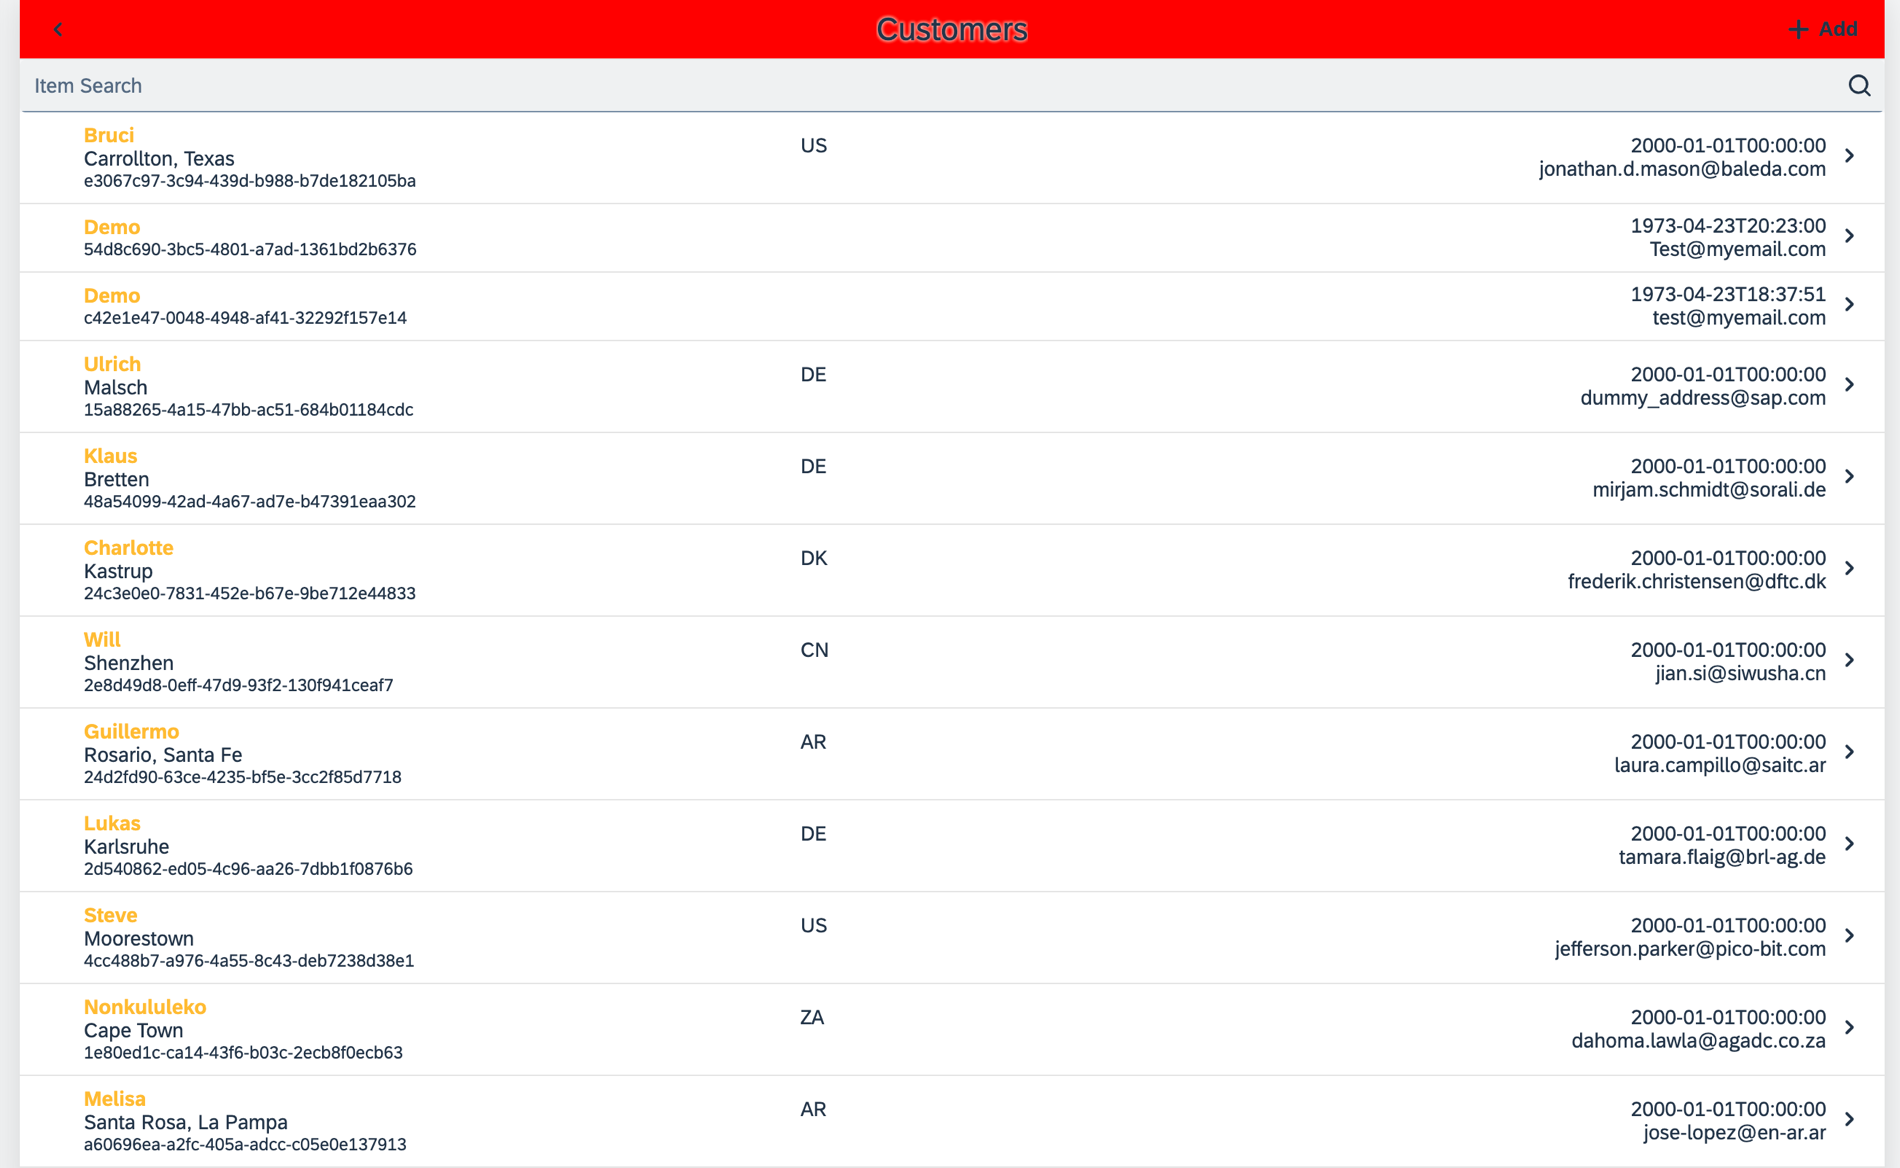 Customers
Add
Item Search
Bruci
Carrollton, Texas
e3067c97-3c94-439d-b988-b7de182105ba
US
2000-01-01T00:00:00
jonathan.d.mason@baleda.com
Demo
54d8c690-3bc5-4801-a7ad-1361bd2b6376
1973-04-23T20:23:00
Test@myemail.com
Demo
c42e1e47-0048-4948-af41-32292f157e14
1973-04-23T18:37:51
test@myemail.com
Ulrich
Malsch
15a88265-4a15-47bb-ac51-684b01184cdc
DE
2000-01-01T00:00:00
dummy_address@sap.com
Klaus
Bretten
48a54099-42ad-4a67-ad7e-b47391eaa302
DE
2000-01-01T00:00:00
mirjam.schmidt@sorali.de
Charlotte
Kastrup
24c3e0e0-7831-452e-b67e-9be712e44833
DK
2000-01-01T00:00:00
frederik.christensen@dftc.dk
Will
Shenzhen
2e8d49d8-0eff-47d9-93f2-130f941ceaf7
CN
2000-01-01T00:00:00
jian.si@siwusha.cn
Guillermo
Rosario, Santa Fe
24d2fd90-63ce-4235-bf5e-3cc2f85d7718
AR
2000-01-01T00:00:00
laura.campillo@saitc.ar
Lukas
Karlsruhe
2d540862-ed05-4c96-aa26-7dbb1f0876b6
DE
2000-01-01T00:00:00
tamara.flaig@brl-ag.de
Steve
Moorestown
4cc488b7-a976-4a55-8c43-deb7238d38e1
US
2000-01-01T00:00:00
jefferson.parker@pico-bit.com
Nonkululeko
Cape Town
1e80ed1c-ca14-43f6-b03c-2ecb8f0ecb63
ZA
2000-01-01T00:00:00
dahoma.lawla@agadc.co.za
Melisa
Santa Rosa, La Pampa
a60696ea-a2fc-405a-adcc-c05e0e137913
AR
2000-01-01T00:00:00
jose-lopez@en-ar.ar